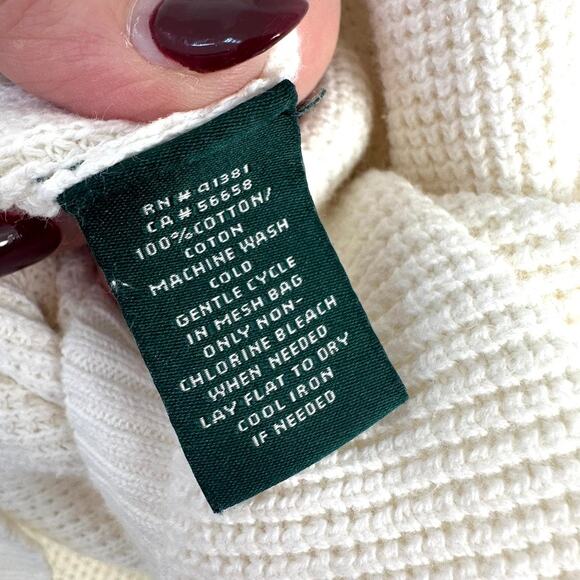 RN # 91381
CA # 56658
100%COTTON/
COTON
MACHINE WASH
COLD
GENTLE CYCLE
IN MESH BAG
ONLY NON-
CHLORINE BLEACH
WHEN NEEDED
LAY FLAT TO DRY
COOL IRON
IF NEEDED